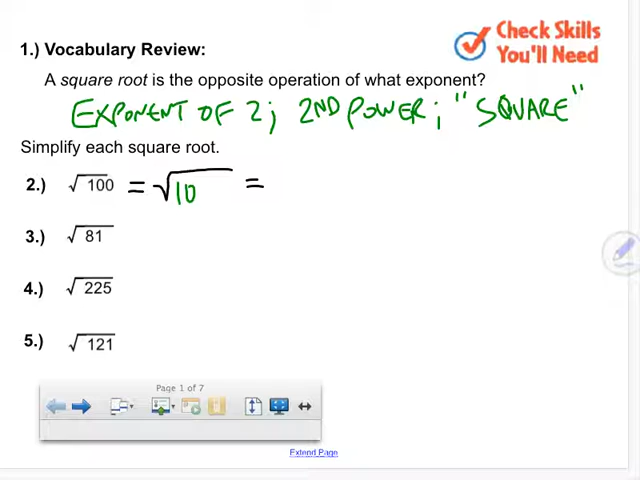 Check Skills
You'll Need
1.) Vocabulary Review:
A square root is the opposite operation of what exponent?
EXPONENT OF 2; 2ND POWER; "SQUARE"
Simplify each square root.
2.) √100 = √10 =
3.) √81
4.) √225
5.) √121
Page 1 of 7
Extend Page